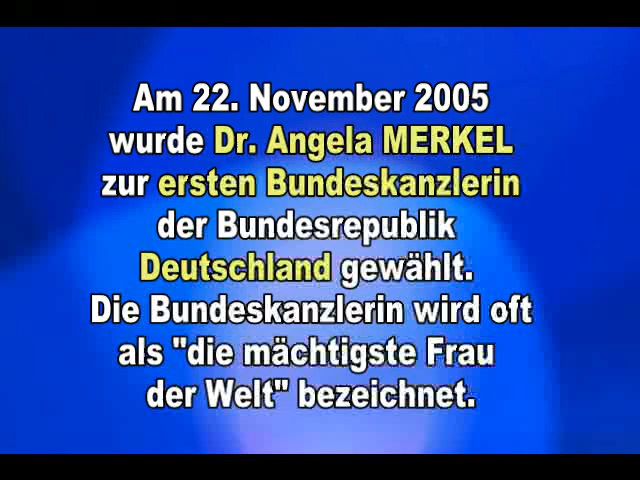 Am 22. November 2005
wurde Dr. Angela MERKEL
zur ersten Bundeskanzlerin
der Bundesrepublik
Deutschland gewählt.
Die Bundeskanzlerin wird oft
als "die mächtigste Frau
der Welt" bezeichnet.